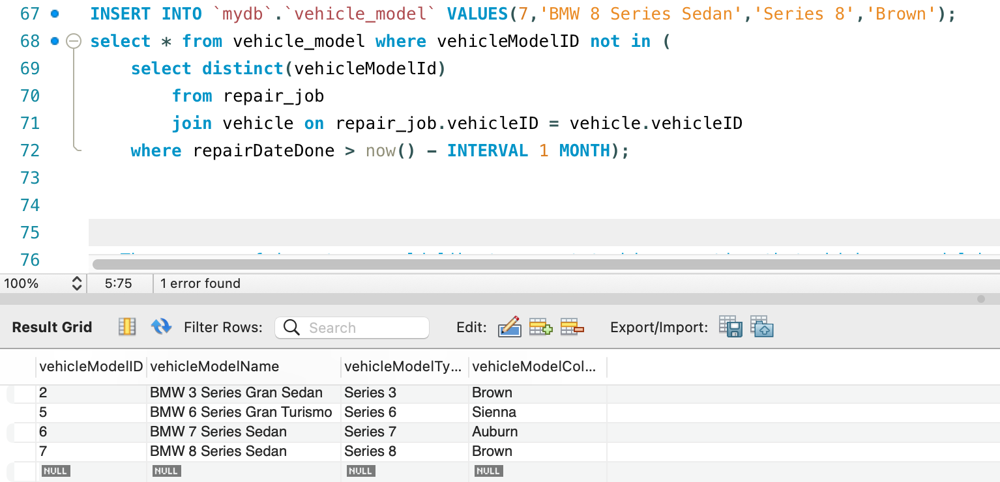 67 INSERT INTO `mydb`.`vehicle_model` VALUES(7,'BMW 8 Series Sedan','Series 8','Brown');
68 select * from vehicle_model where vehicleModelID not in (
69 select distinct(vehicleModelId)
70 from repair_job
71 join vehicle on repair_job.vehicleID = vehicle.vehicleID
72 where repairDateDone > now() - INTERVAL 1 MONTH);
73
74
75
76
100% 5:75 1 error found
Result Grid Filter Rows: Search Edit: Export/Import:
vehicleModelID vehicleModelName vehicleModelTy... vehicleModelCol...
2 BMW 3 Series Gran Sedan Series 3 Brown
5 BMW 6 Series Gran Turismo Series 6 Sienna
6 BMW 7 Series Sedan Series 7 Auburn
7 BMW 8 Series Sedan Series 8 Brown
NULL NULL NULL NULL